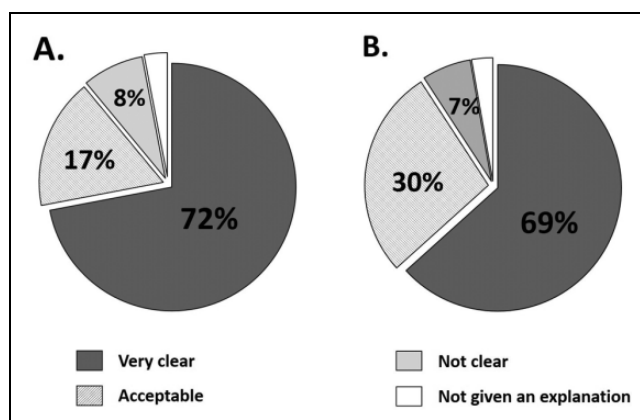 A.
B.
8%
17%
72%
7%
30%
69%
Very clear
Not clear
Acceptable
Not given an explanation